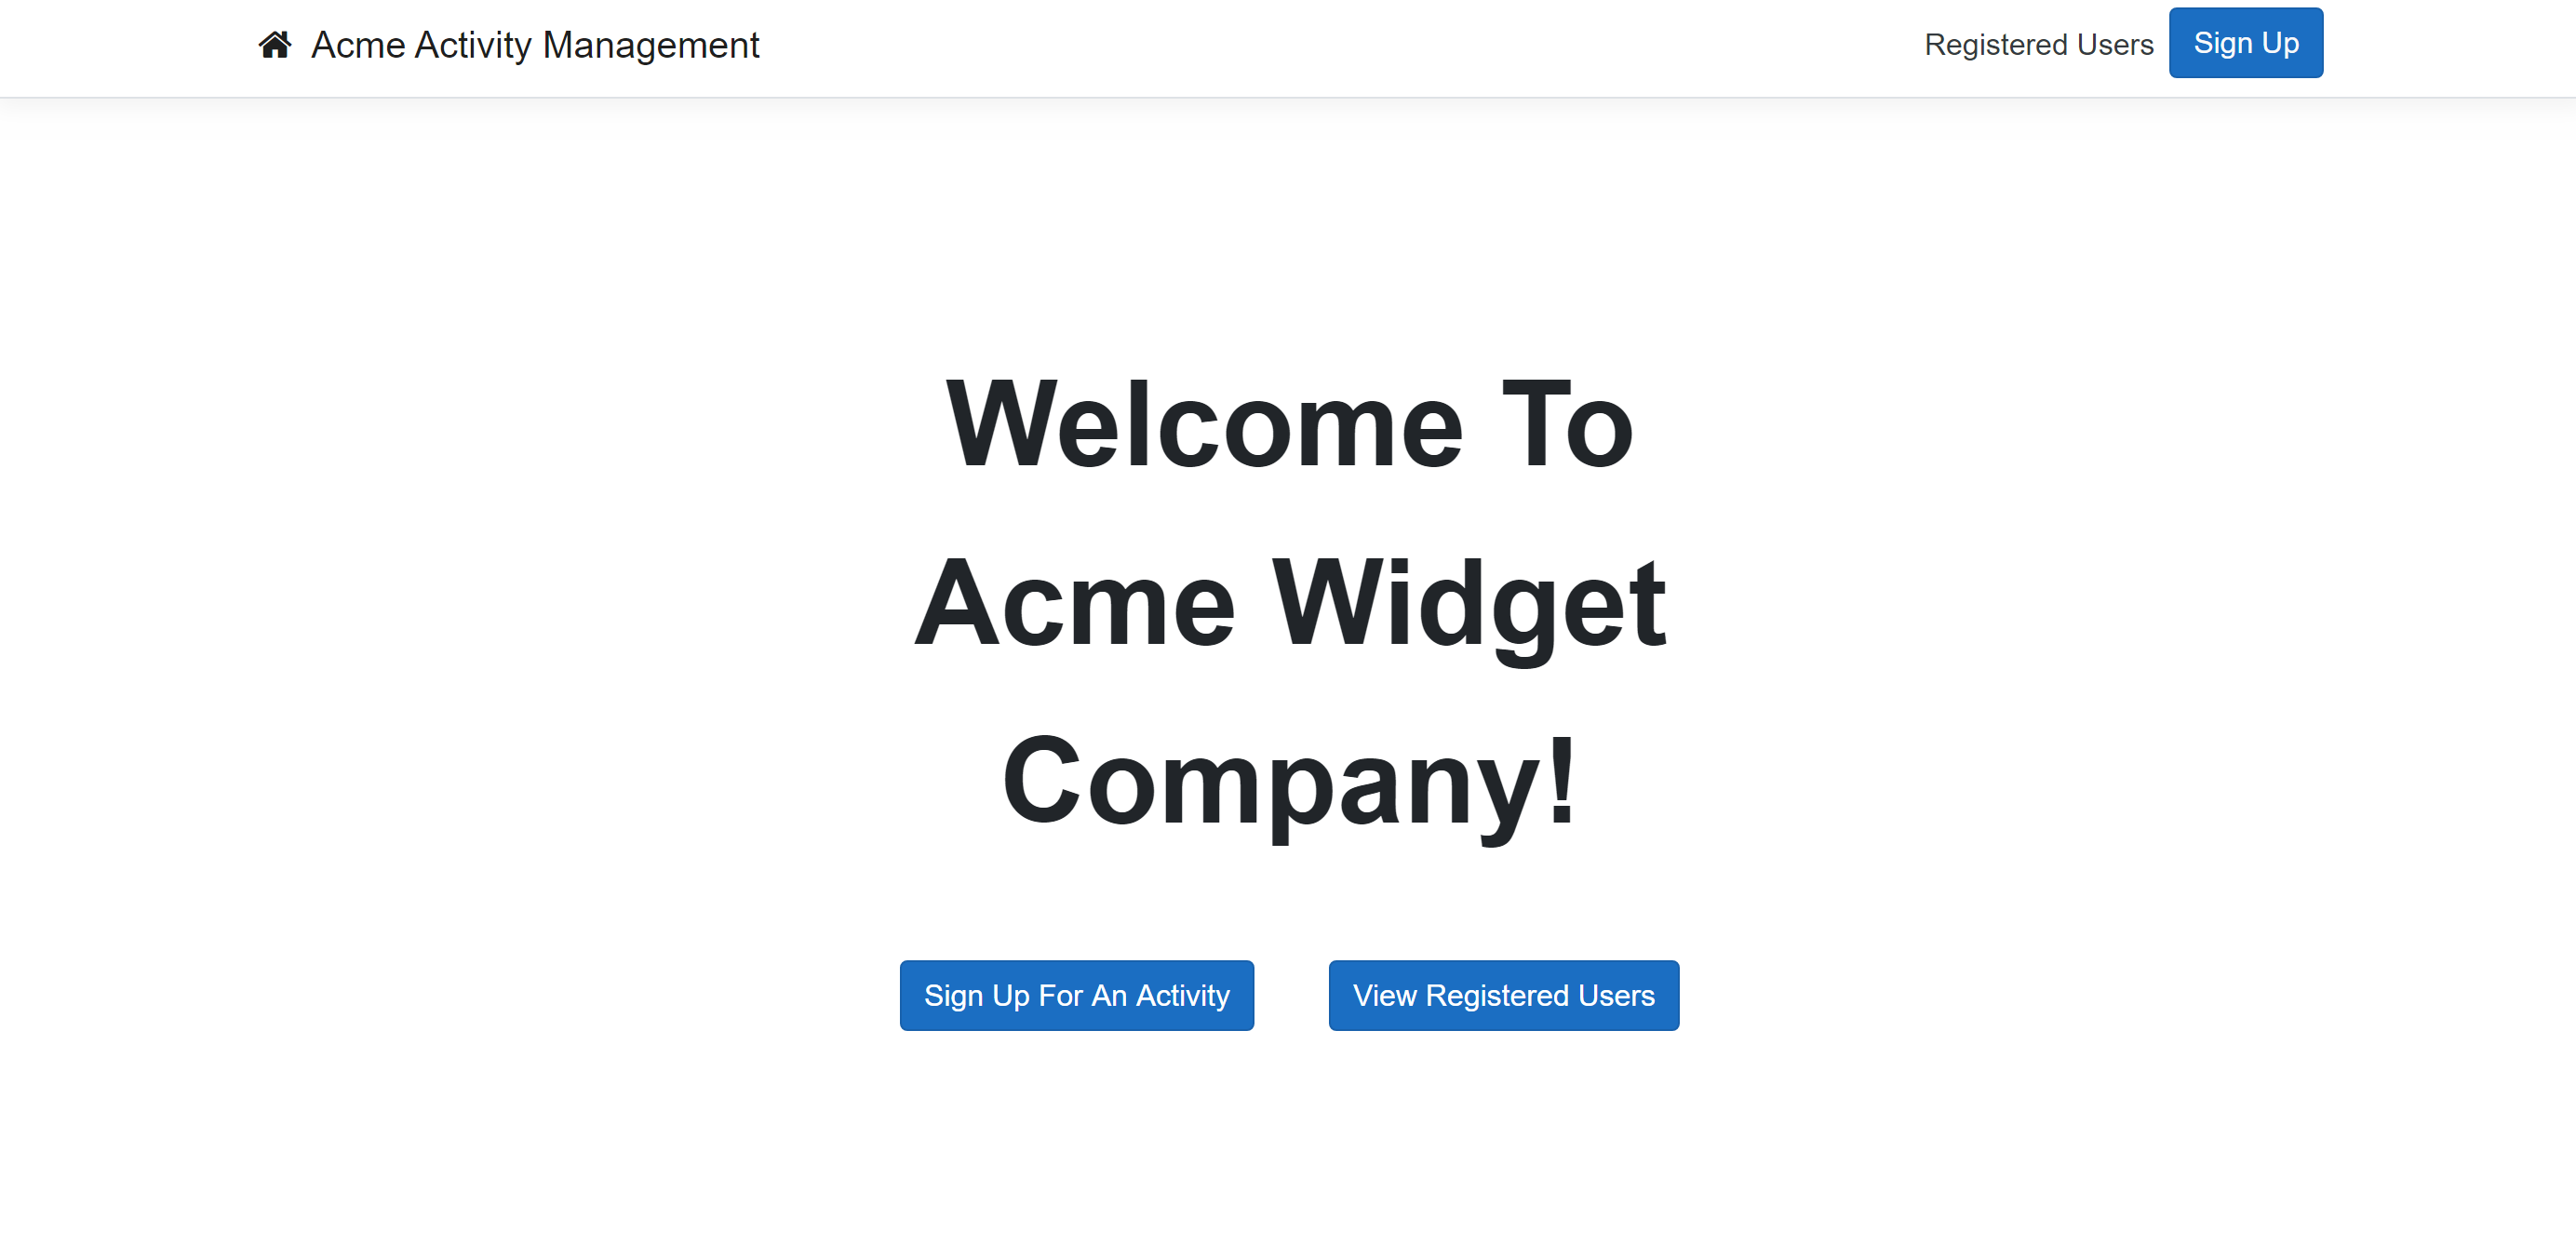 Acme Activity Management
Registered Users
Sign Up
Welcome To
Acme Widget
Company!
Sign Up For An Activity
View Registered Users